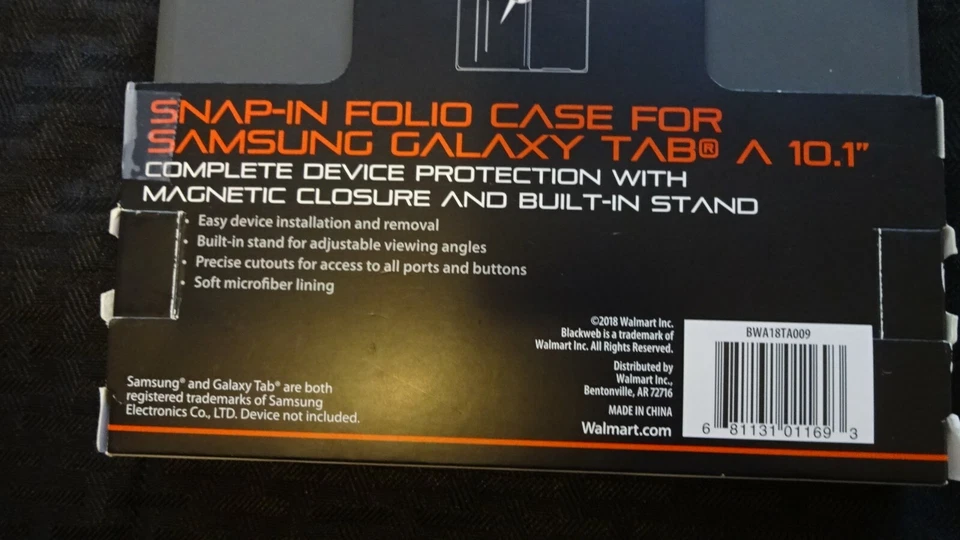 SNAP-IN FOLIO CASE FOR
SAMSUNG GALAXY TAB® A 10.1"
COMPLETE DEVICE PROTECTION WITH
MAGNETIC CLOSURE AND BUILT-IN STAND
• Easy device installation and removal
• Built-in stand for adjustable viewing angles
• Precise cutouts for access to all ports and buttons
• Soft microfiber lining
Samsung® and Galaxy Tab® are both
registered trademarks of Samsung
Electronics Co., LTD. Device not included.
©2018 Walmart Inc.
Blackweb is a trademark of
Walmart Inc. All Rights Reserved.
Distributed by
Walmart Inc.,
Bentonville, AR 72716
MADE IN CHINA
Walmart.com
BWA18TA009
6 81131 01169 3